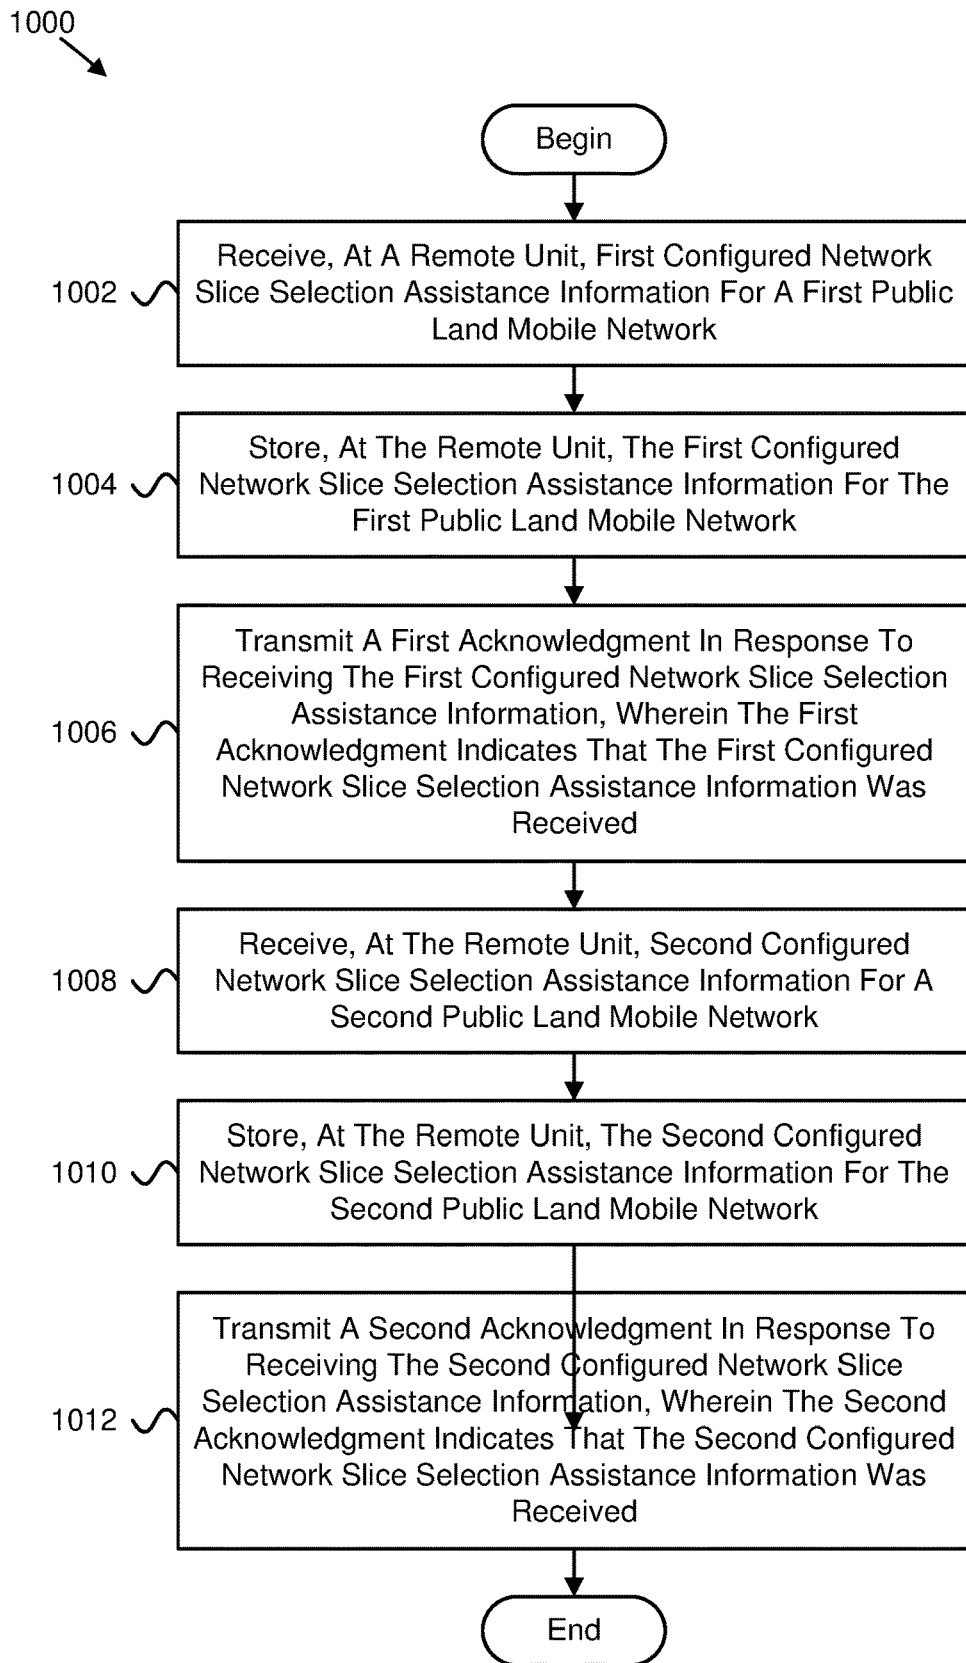 1000
Begin
Receive, At A Remote Unit, First Configured Network
Slice Selection Assistance Information For A First Public
Land Mobile Network
1002
Store, At The Remote Unit, The First Configured
Network Slice Selection Assistance Information For The
First Public Land Mobile Network
1004
Transmit A First Acknowledgment In Response To
Receiving The First Configured Network Slice Selection
Assistance Information, Wherein The First
Acknowledgment Indicates That The First Configured
Network Slice Selection Assistance Information Was
Received
1006
Receive, At The Remote Unit, Second Configured
Network Slice Selection Assistance Information For A
Second Public Land Mobile Network
1008
Store, At The Remote Unit, The Second Configured
Network Slice Selection Assistance Information For The
Second Public Land Mobile Network
1010
Transmit A Second Acknowledgment In Response To
Receiving The Second Configured Network Slice
Selection Assistance Information, Wherein The Second
Acknowledgment Indicates That The Second Configured
Network Slice Selection Assistance Information Was
Received
1012
End